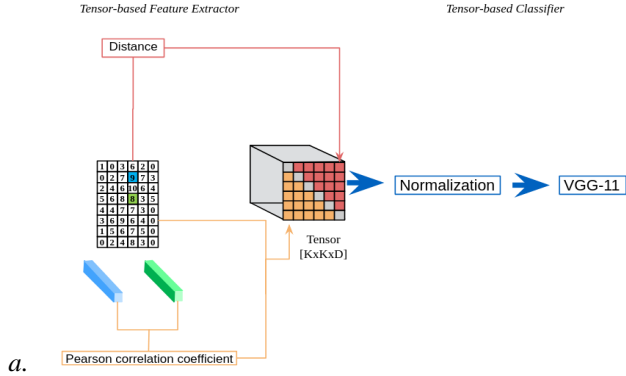 Tensor-based Feature Extractor
Tensor-based Classifier
Distance
1 0 3 6 2 0
0 2 7 9 7 3
2 4 6 10 6 4
5 6 8 8 3 5
4 4 7 7 3 0
3 6 9 6 4 0
1 5 6 7 5 0
0 2 4 8 3 0
Normalization
VGG-11
Tensor
[KxKxD]
Pearson correlation coefficient
a.